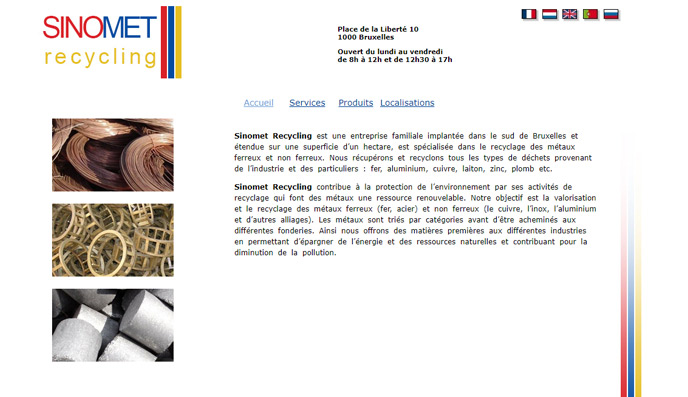 SINOMET
recycling
Place de la Liberté 10
1000 Bruxelles
Ouvert du lundi au vendredi
de 8h à 12h et de 12h30 à 17h
Accueil Services Produits Localisations
Sinomet Recycling est une entreprise familiale implantée dans le sud de Bruxelles et
étendue sur une superficie d'un hectare, est spécialisée dans le recyclage des métaux
ferreux et non ferreux. Nous récupérons et recyclons tous les types de déchets provenant
de l'industrie et des particuliers : fer, aluminium, cuivre, laiton, zinc, plomb etc.
Sinomet Recycling contribue à la protection de l'environnement par ses activités de
recyclage qui font des métaux une ressource renouvelable. Notre objectif est la valorisation
et le recyclage des métaux ferreux (fer, acier) et non ferreux (le cuivre, l'inox, l'aluminium
et d'autres alliages). Les métaux sont triés par catégories avant d'être acheminés aux
différentes fonderies. Ainsi nous offrons des matières premières aux différentes industries
en permettant d'épargner de l'énergie et des ressources naturelles et contribuant pour la
diminution de la pollution.